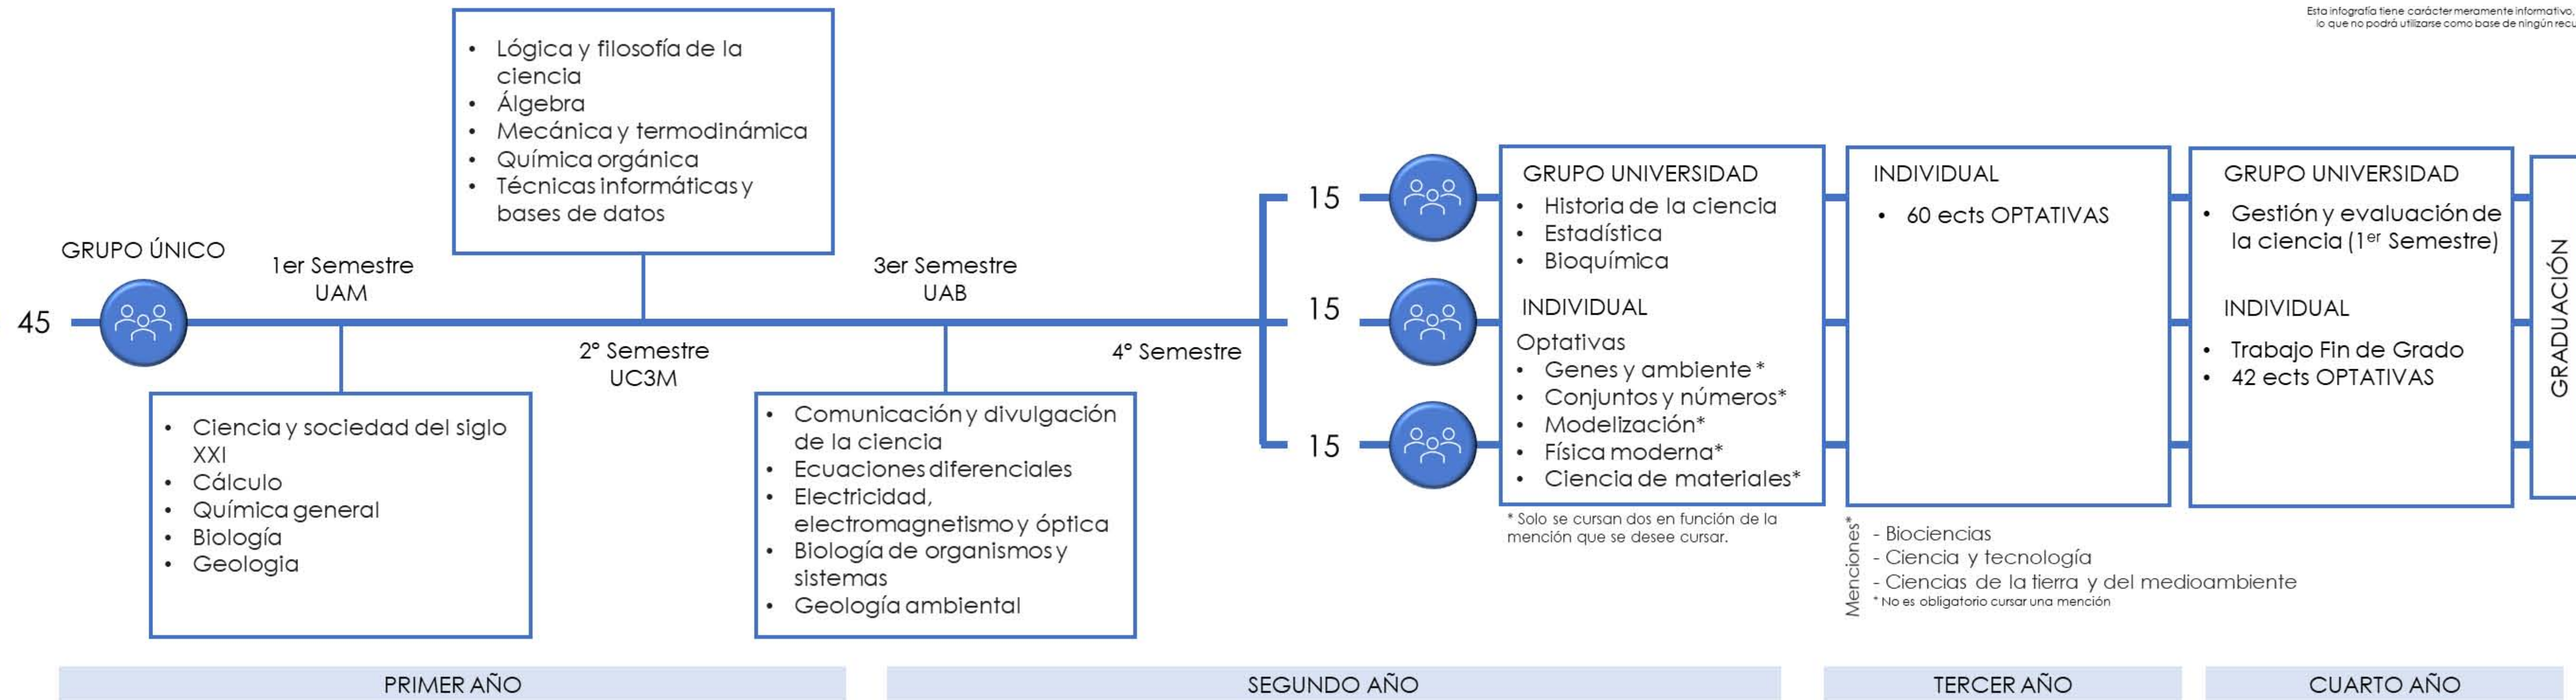 Esta infografía tiene carácter meramente informativo,
lo que no podrá utilizarse como base de ningún
GRUPO ÚNICO
45
1er Semestre
UAM
• Ciencia y sociedad del siglo
XXI
• Cálculo
• Química general
• Biología
• Geologia
• Lógica y filosofía de la
ciencia
• Álgebra
• Mecánica y termodinámica
• Química orgánica
• Técnicas informáticas y
bases de datos
2º Semestre
UC3M
3er Semestre
UAB
• Comunicación y divulgación
de la ciencia
• Ecuaciones diferenciales
• Electricidad,
electromagnetismo y óptica
• Biología de organismos y
sistemas
• Geología ambiental
4º Semestre
15
15
15
GRUPO UNIVERSIDAD
• Historia de la ciencia
• Estadística
• Bioquímica
INDIVIDUAL
Optativas
• Genes y ambiente *
• Conjuntos y números*
• Modelización*
• Física moderna*
• Ciencia de materiales*
* Solo se cursan dos en función de la
mención que se desee cursar.
INDIVIDUAL
• 60 ects OPTATIVAS
Menciones*
- Biociencias
- Ciencia y tecnología
- Ciencias de la tierra y del medioambiente
* No es obligatorio cursar una mención
GRUPO UNIVERSIDAD
• Gestión y evaluación de
la ciencia (1er Semestre)
INDIVIDUAL
• Trabajo Fin de Grado
• 42 ects OPTATIVAS
GRADUACIÓN
PRIMER AÑO
SEGUNDO AÑO
TERCER AÑO
CUARTO AÑO